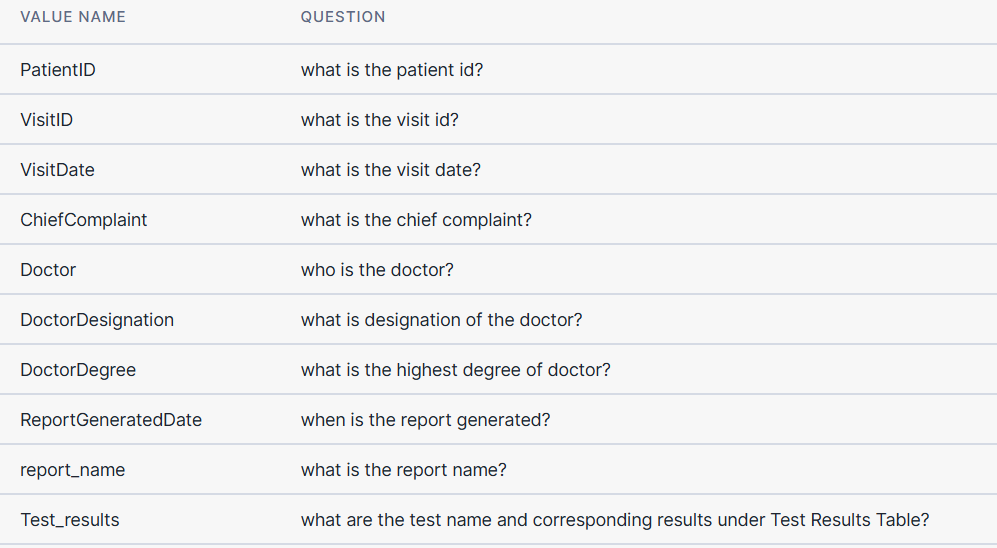 VALUE NAME QUESTION
PatientID what is the patient id?
VisitID what is the visit id?
VisitDate what is the visit date?
ChiefComplaint what is the chief complaint?
Doctor who is the doctor?
DoctorDesignation what is designation of the doctor?
DoctorDegree what is the highest degree of doctor?
ReportGeneratedDate when is the report generated?
report_name what is the report name?
Test_results what are the test name and corresponding results under Test Results Table?